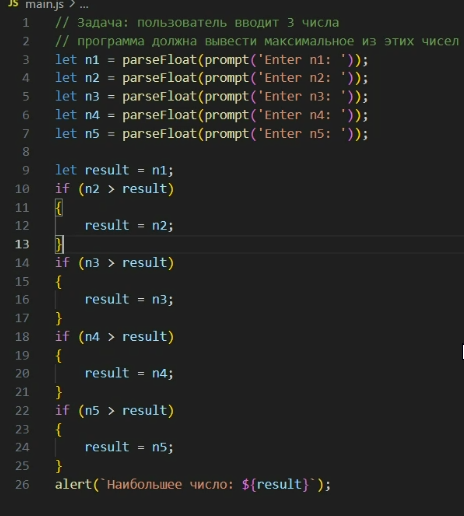 JS main.js > ...
1 // Задача: пользователь вводит 3 числа
2 // программа должна вывести максимальное из этих чисел
3 let n1 = parseFloat(prompt('Enter n1: '));
4 let n2 = parseFloat(prompt('Enter n2: '));
5 let n3 = parseFloat(prompt('Enter n3: '));
6 let n4 = parseFloat(prompt('Enter n4: '));
7 let n5 = parseFloat(prompt('Enter n5: '));
8
9 let result = n1;
10 if (n2 > result)
11 {
12 result = n2;
13 }
14 if (n3 > result)
15 {
16 result = n3;
17 }
18 if (n4 > result)
19 {
20 result = n4;
21 }
22 if (n5 > result)
23 {
24 result = n5;
25 }
26 alert(`Наибольшее число: ${result}`);